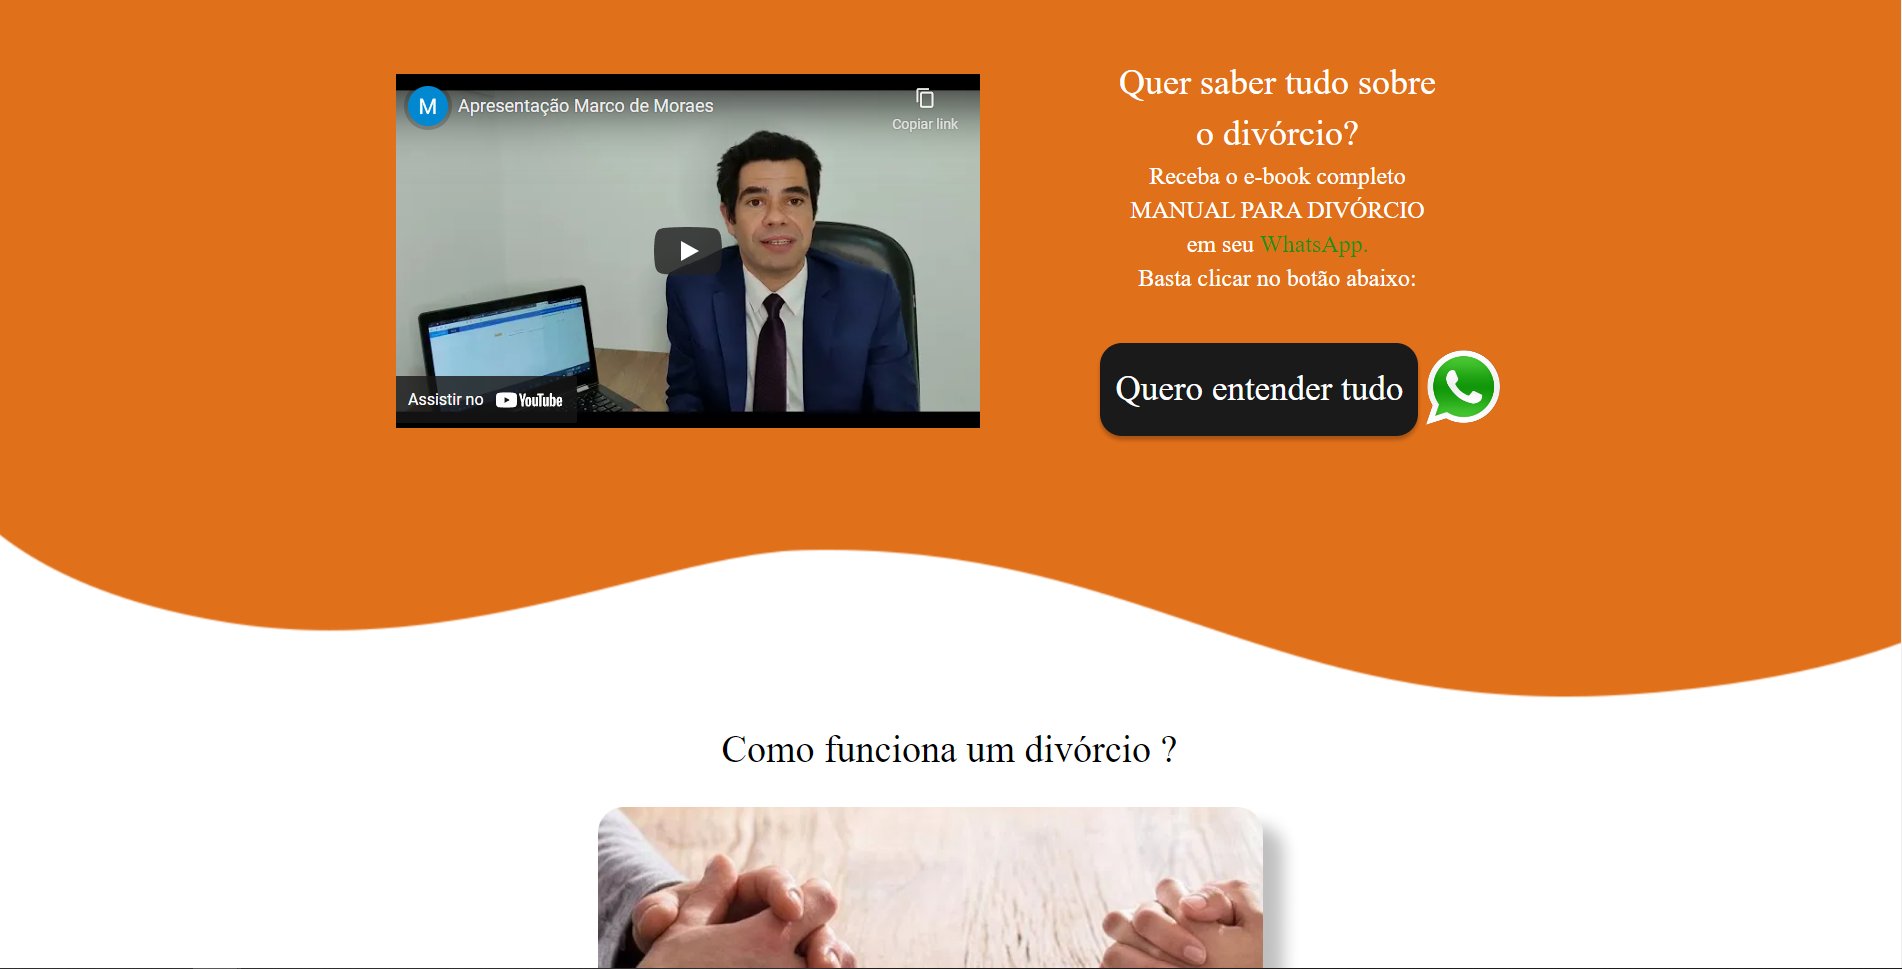 M
Apresentação Marco de Moraes
Copiar link
Assistir no YouTube
Quer saber tudo sobre
o divórcio?
Receba o e-book completo
MANUAL PARA DIVÓRCIO
em seu WhatsApp.
Basta clicar no botão abaixo:
Quero entender tudo
Como funciona um divórcio ?